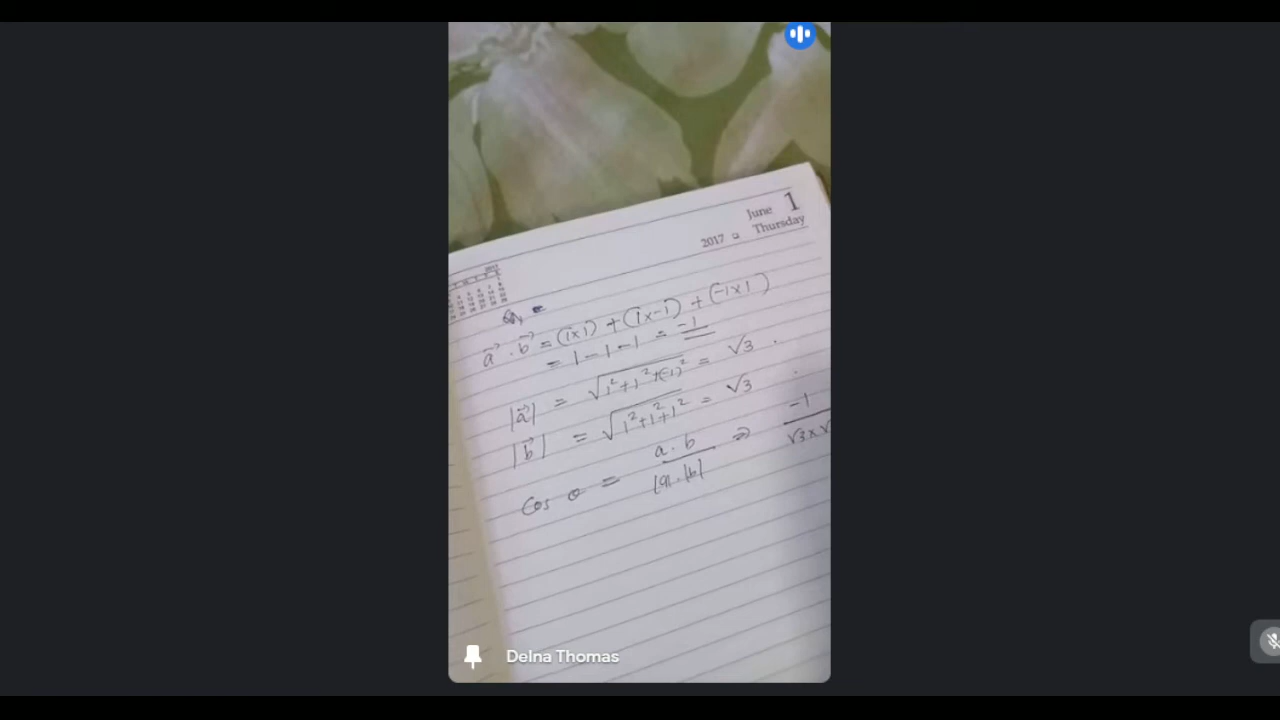 June 1
2017 Thursday
a⃗ . b⃗ = (1×1) + (1×-1) + (-1×1)
= 1 - 1 - 1 = -1
|a⃗| = √1²+1²+(-1)² = √3 .
|b⃗| = √1²+1²+1² = √3 .
Cos θ = a . b / |a| . |b| ⇒ -1 / √3×√
Delna Thomas